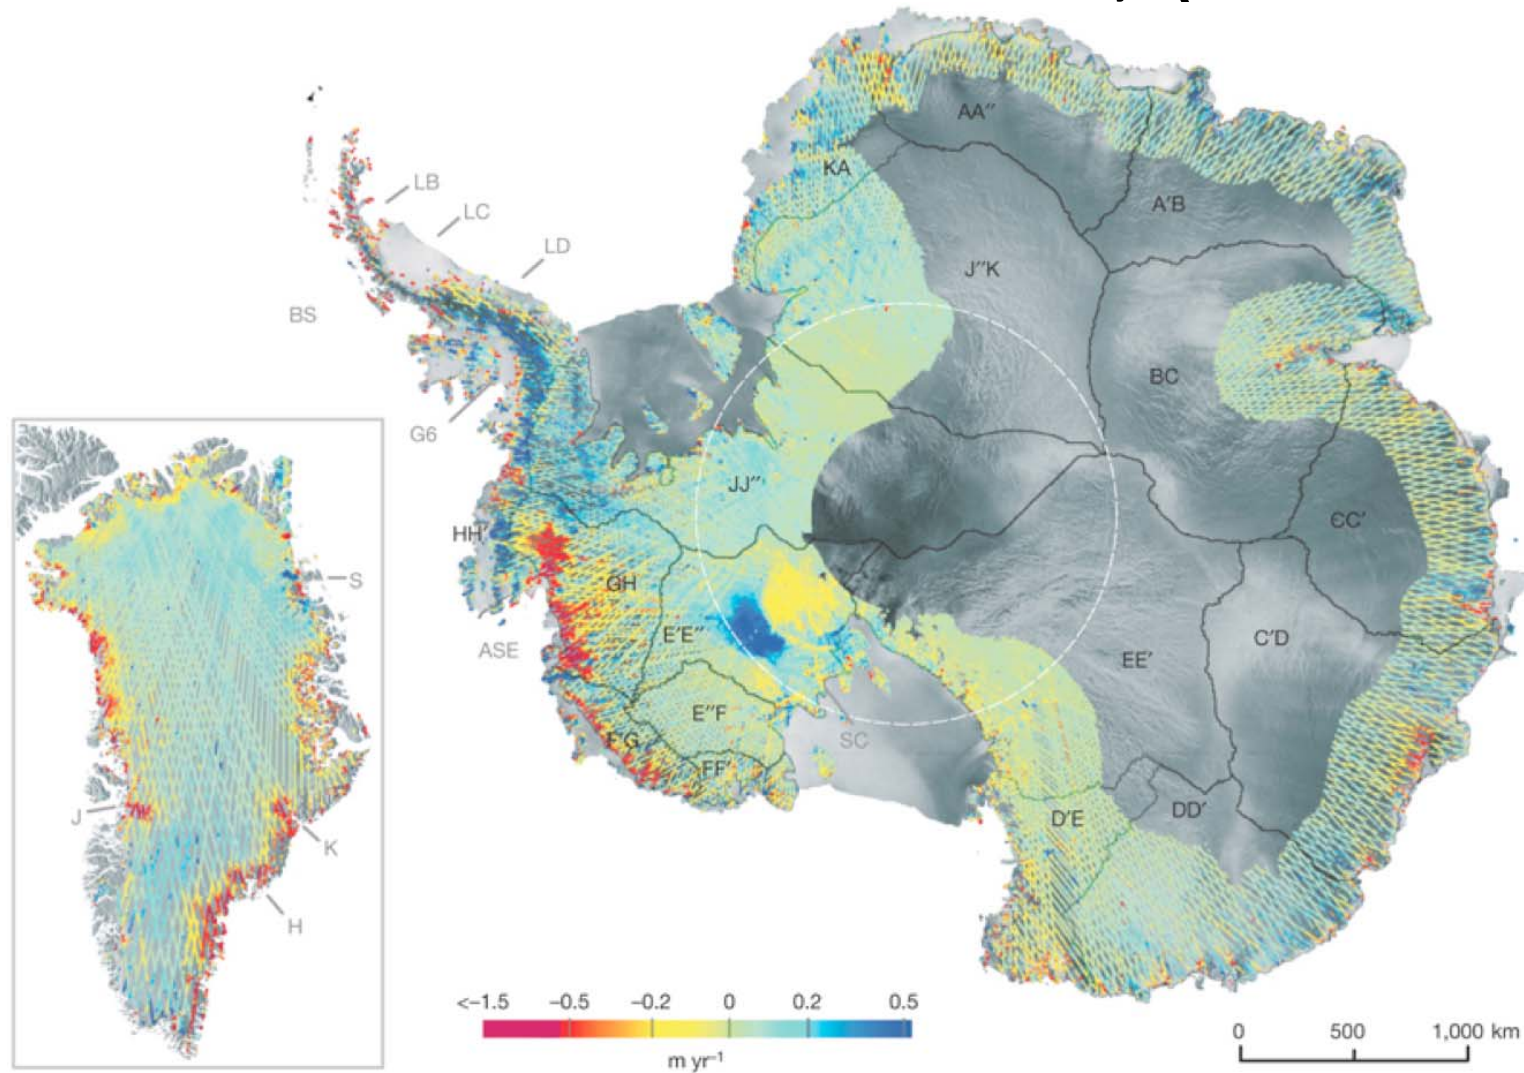 AA″
KA
A′B
LB
LC
LD
J″K
BS
BC
G6
JJ″
HH′
GH
CC′
S
E′E″
ASE
C′D
EE′
E″F
SC
F′G
FF′
J
K
D′E
DD′
H
<–1.5 –0.5 –0.2 0 0.2 0.5
m yr⁻¹
0 500 1,000 km